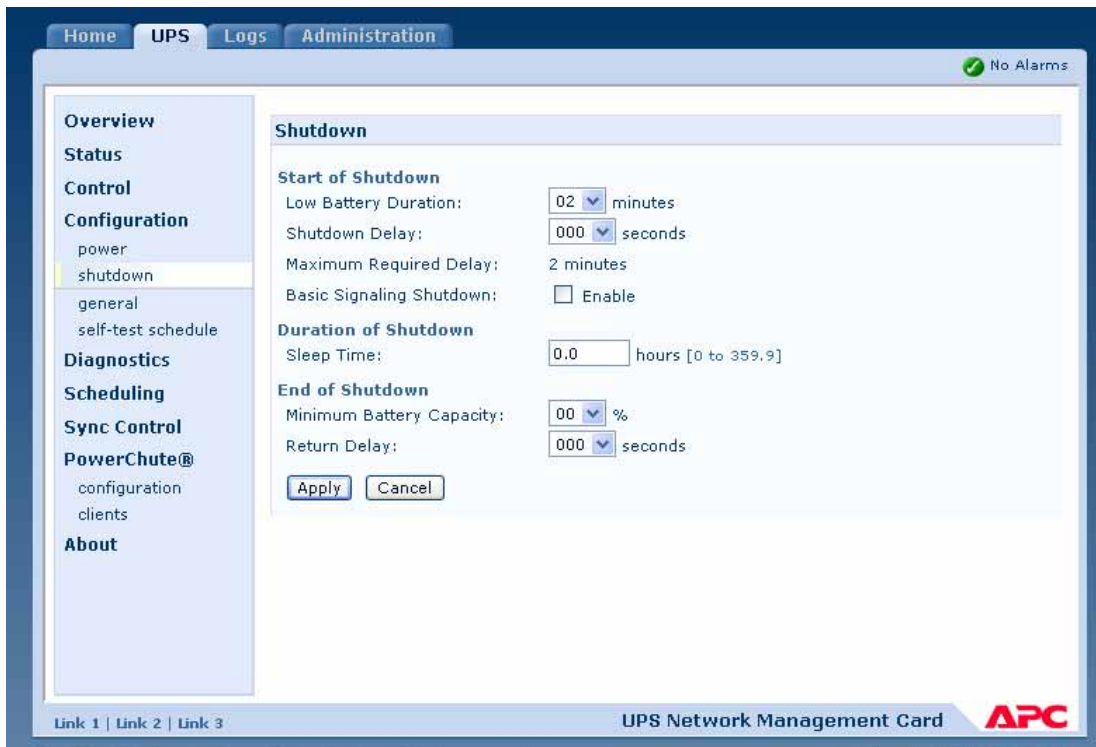 Home UPS Logs Administration
No Alarms
Overview
Status
Control
Configuration
power
shutdown
general
self-test schedule
Diagnostics
Scheduling
Sync Control
PowerChute®
configuration
clients
About
Shutdown
Start of Shutdown
Low Battery Duration: 02 minutes
Shutdown Delay: 000 seconds
Maximum Required Delay: 2 minutes
Basic Signaling Shutdown: Enable
Duration of Shutdown
Sleep Time: 0.0 hours [0 to 359.9]
End of Shutdown
Minimum Battery Capacity: 00 %
Return Delay: 000 seconds
Apply Cancel
Link 1 | Link 2 | Link 3
UPS Network Management Card APC